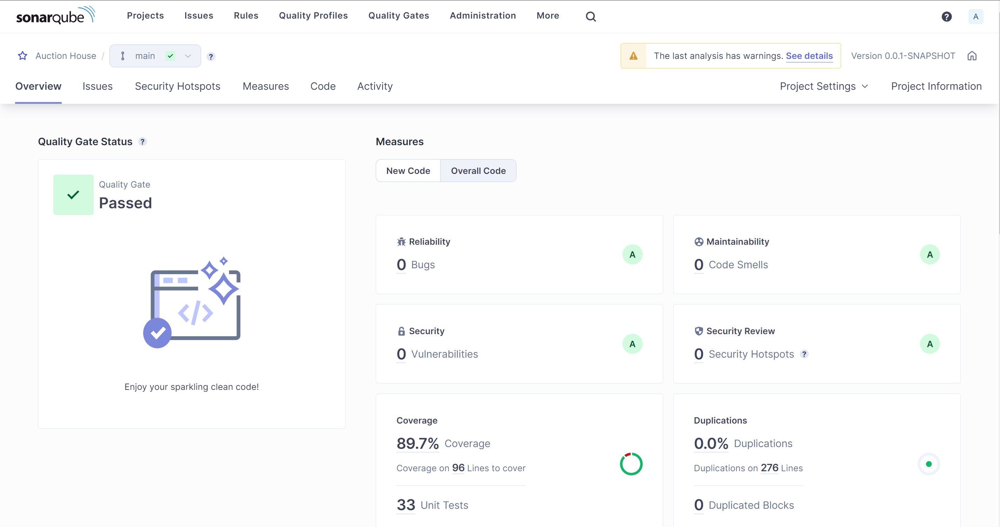 sonarqube
Projects Issues Rules Quality Profiles Quality Gates Administration More
? A
Auction House / main ?
The last analysis has warnings. See details
Version 0.0.1-SNAPSHOT
Overview Issues Security Hotspots Measures Code Activity
Project Settings Project Information
Quality Gate Status ?
Quality Gate
Passed
</>
Enjoy your sparkling clean code!
Measures
New Code Overall Code
Reliability
0 Bugs
A
Maintainability
0 Code Smells
A
Security
0 Vulnerabilities
A
Security Review
0 Security Hotspots ?
A
Coverage
89.7% Coverage
Coverage on 96 Lines to cover
33 Unit Tests
Duplications
0.0% Duplications
Duplications on 276 Lines
0 Duplicated Blocks